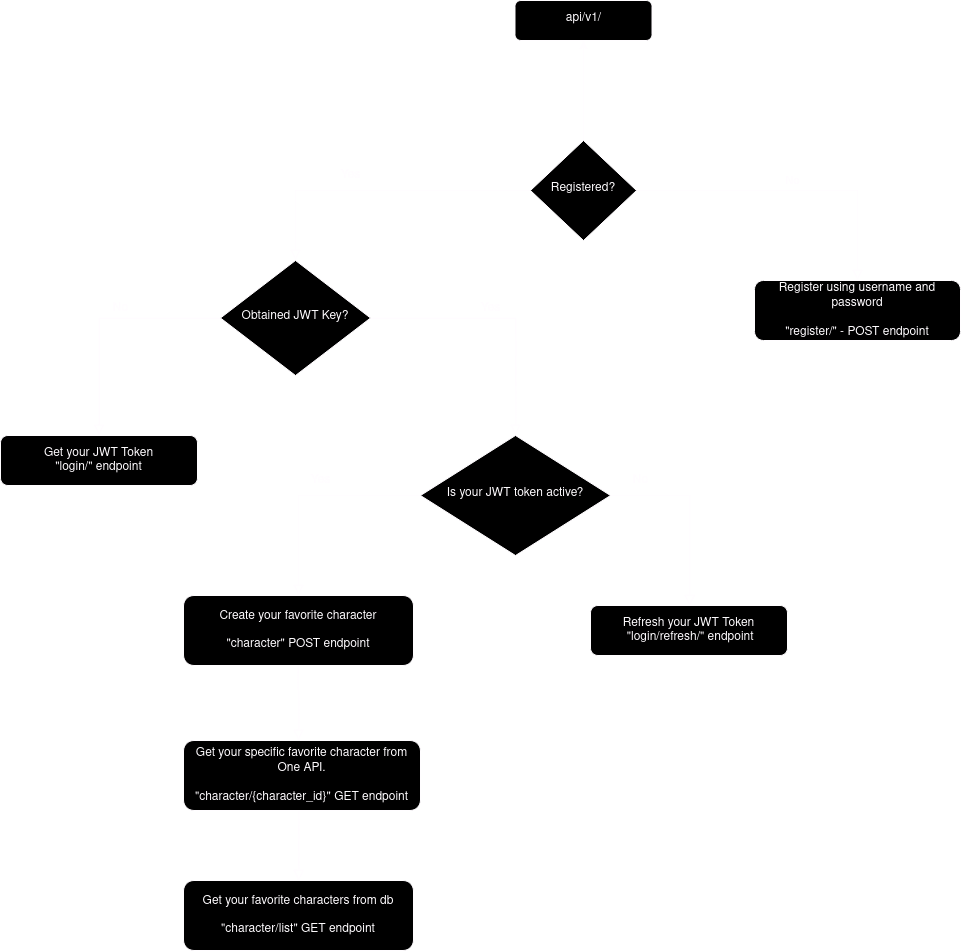 api/v1/
Registered?
Register using username and
password
"register/" - POST endpoint
Obtained JWT Key?
Get your JWT Token
"login/" endpoint
Is your JWT token active?
Create your favorite character
"character" POST endpoint
Refresh your JWT Token
"login/refresh/" endpoint
Get your specific favorite character from
One API.
"character/{character_id}" GET endpoint
Get your favorite characters from db
"character/list" GET endpoint